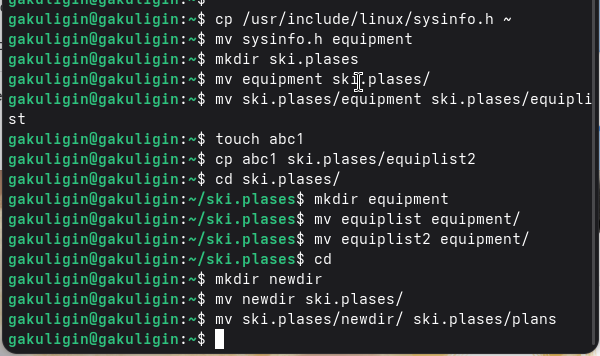 gakuligin@gakuligin:~$ cp /usr/include/linux/sysinfo.h ~
gakuligin@gakuligin:~$ mv sysinfo.h equipment
gakuligin@gakuligin:~$ mkdir ski.plases
gakuligin@gakuligin:~$ mv equipment ski.plases/
gakuligin@gakuligin:~$ mv ski.plases/equipment ski.plases/equipli
st
gakuligin@gakuligin:~$ touch abc1
gakuligin@gakuligin:~$ cp abc1 ski.plases/equiplist2
gakuligin@gakuligin:~$ cd ski.plases/
gakuligin@gakuligin:~/ski.plases$ mkdir equipment
gakuligin@gakuligin:~/ski.plases$ mv equiplist equipment/
gakuligin@gakuligin:~/ski.plases$ mv equiplist2 equipment/
gakuligin@gakuligin:~/ski.plases$ cd
gakuligin@gakuligin:~$ mkdir newdir
gakuligin@gakuligin:~$ mv newdir ski.plases/
gakuligin@gakuligin:~$ mv ski.plases/newdir/ ski.plases/plans
gakuligin@gakuligin:~$